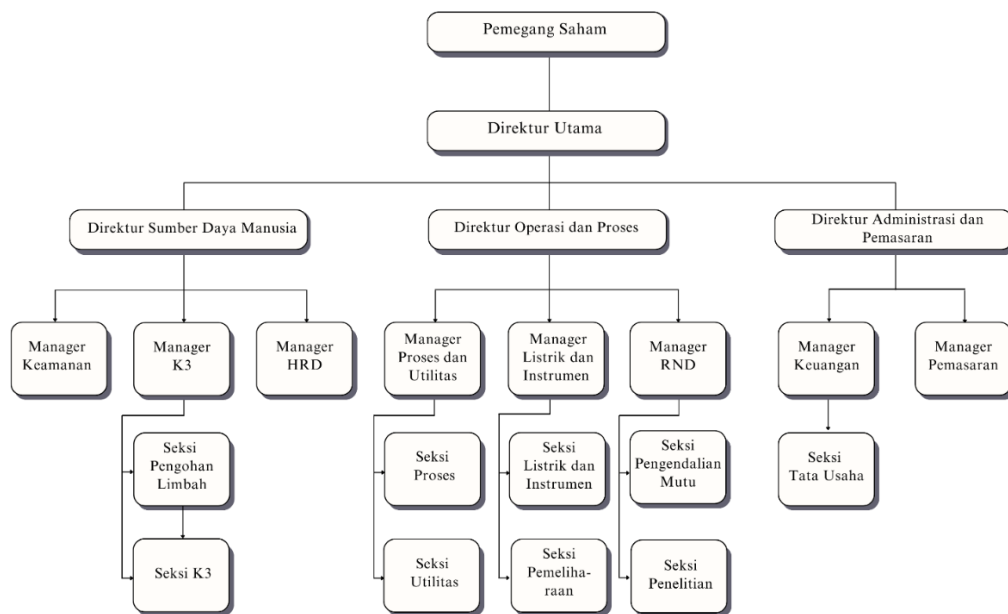 Pemegang Saham
Direktur Utama
Direktur Sumber Daya Manusia
Direktur Operasi dan Proses
Direktur Administrasi dan
Pemasaran
Manager
Keamanan
Manager
K3
Manager
HRD
Manager
Proses dan
Utilitas
Manager
Listrik dan
Instrumen
Manager
RND
Manager
Keuangan
Manager
Pemasaran
Seksi
Pengohan
Limbah
Seksi
Proses
Seksi
Listrik dan
Instrumen
Seksi
Pengendalian
Mutu
Seksi
Tata Usaha
Seksi K3
Seksi
Utilitas
Seksi
Pemeliha-
raan
Seksi
Penelitian